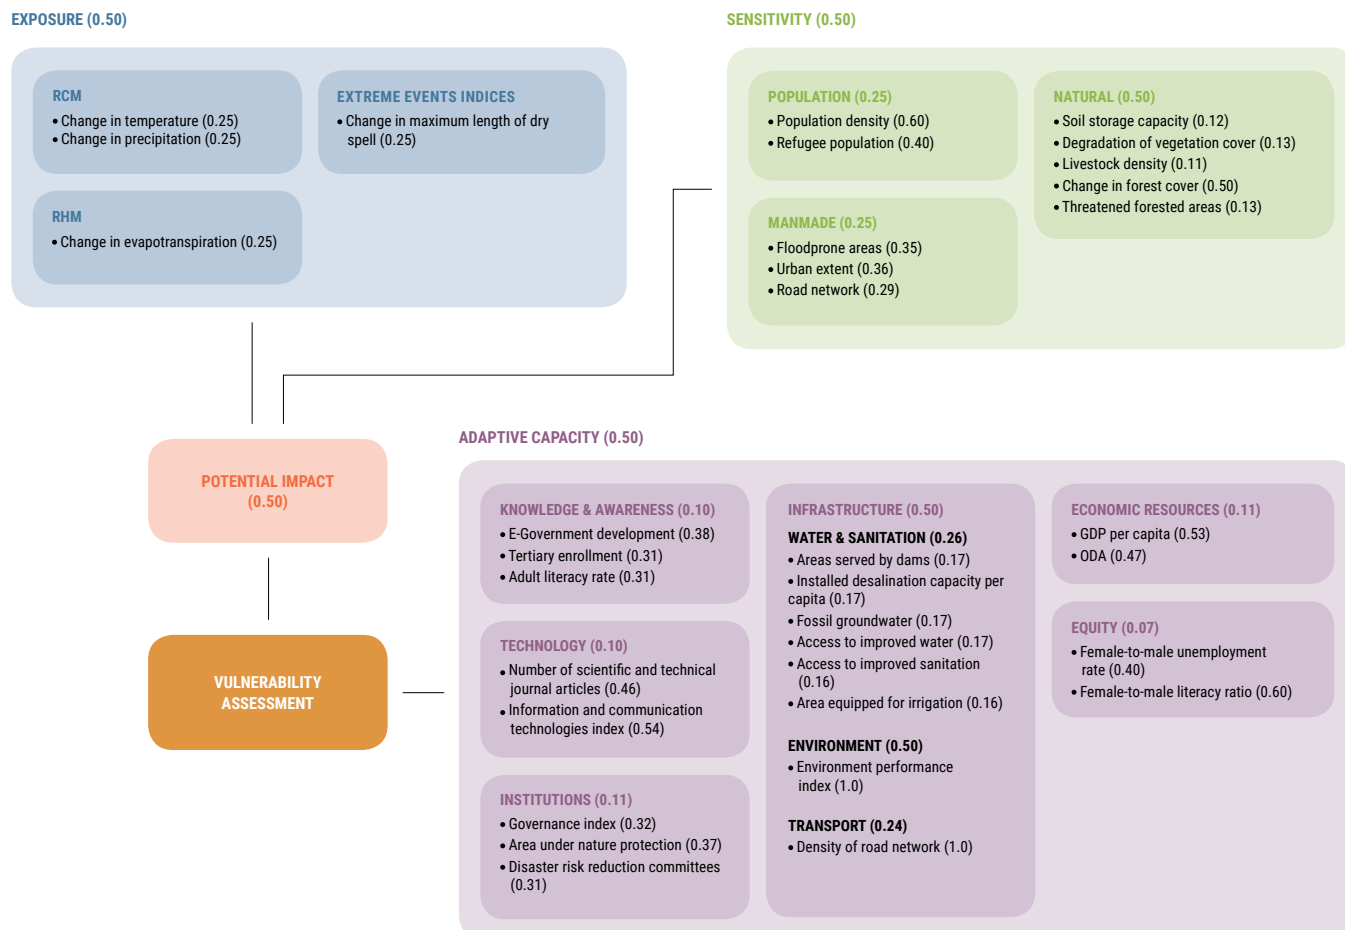 EXPOSURE (0.50)
RCM
• Change in temperature (0.25)
• Change in precipitation (0.25)
EXTREME EVENTS INDICES
• Change in maximum length of dry
spell (0.25)
RHM
• Change in evapotranspiration (0.25)
SENSITIVITY (0.50)
POPULATION (0.25)
• Population density (0.60)
• Refugee population (0.40)
MANMADE (0.25)
• Floodprone areas (0.35)
• Urban extent (0.36)
• Road network (0.29)
NATURAL (0.50)
• Soil storage capacity (0.12)
• Degradation of vegetation cover (0.13)
• Livestock density (0.11)
• Change in forest cover (0.50)
• Threatened forested areas (0.13)
POTENTIAL IMPACT
(0.50)
VULNERABILITY
ASSESSMENT
ADAPTIVE CAPACITY (0.50)
KNOWLEDGE & AWARENESS (0.10)
• E-Government development (0.38)
• Tertiary enrollment (0.31)
• Adult literacy rate (0.31)
TECHNOLOGY (0.10)
• Number of scientific and technical
journal articles (0.46)
• Information and communication
technologies index (0.54)
INSTITUTIONS (0.11)
• Governance index (0.32)
• Area under nature protection (0.37)
• Disaster risk reduction committees
(0.31)
INFRASTRUCTURE (0.50)
WATER & SANITATION (0.26)
• Areas served by dams (0.17)
• Installed desalination capacity per
capita (0.17)
• Fossil groundwater (0.17)
• Access to improved water (0.17)
• Access to improved sanitation
(0.16)
• Area equipped for irrigation (0.16)
ENVIRONMENT (0.50)
• Environment performance
index (1.0)
TRANSPORT (0.24)
• Density of road network (1.0)
ECONOMIC RESOURCES (0.11)
• GDP per capita (0.53)
• ODA (0.47)
EQUITY (0.07)
• Female-to-male unemployment
rate (0.40)
• Female-to-male literacy ratio (0.60)